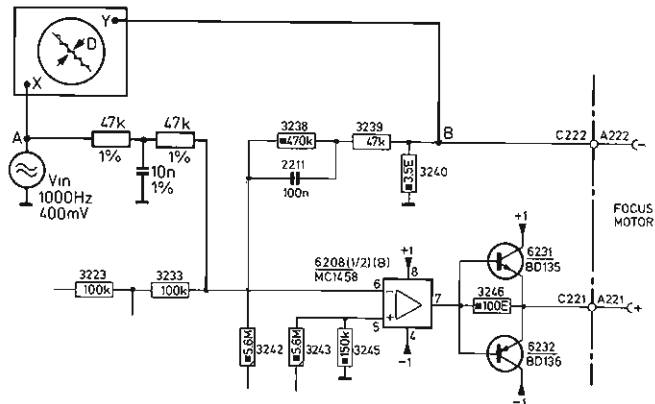 Y
D
X
A
47k
1%
47k
1%
10n
1%
Vin
1000Hz
400mV
3238
470k
3239
47k
B
2211
100n
3,5E
3240
C222
A222
-
FOCUS
MOTOR
3223
100k
3233
100k
6208(1/2)(B)
MC1458
+1
8
6
-
7
+
5
4
-1
5.6M
3242
5.6M
3243
150k
3245
+1
6231
BD135
3246
100E
C221
A221
+
6232
BD136
-1